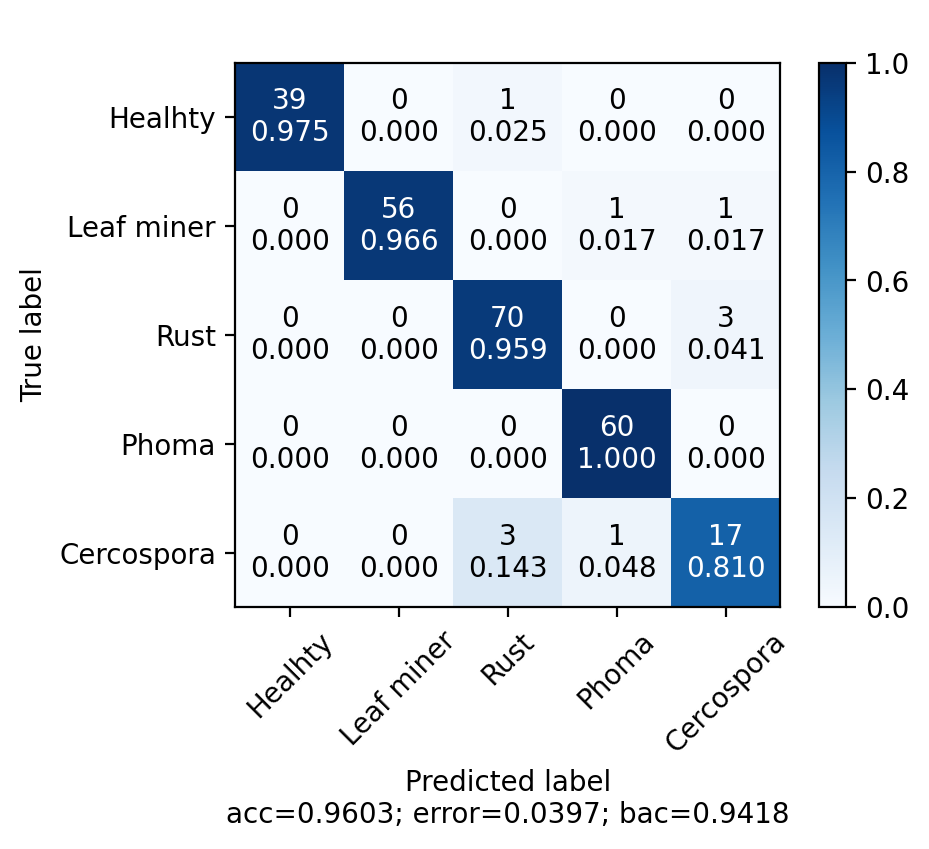 Healhty 39 0 1 0 0
0.975 0.000 0.025 0.000 0.000
Leaf miner 0 56 0 1 1
0.000 0.966 0.000 0.017 0.017
Rust 0 0 70 0 3
0.000 0.000 0.959 0.000 0.041
Phoma 0 0 0 60 0
0.000 0.000 0.000 1.000 0.000
Cercospora 0 0 3 1 17
0.000 0.000 0.143 0.048 0.810
True label
Healhty Leaf miner Rust Phoma Cercospora
Predicted label
acc=0.9603; error=0.0397; bac=0.9418
1.0
0.8
0.6
0.4
0.2
0.0